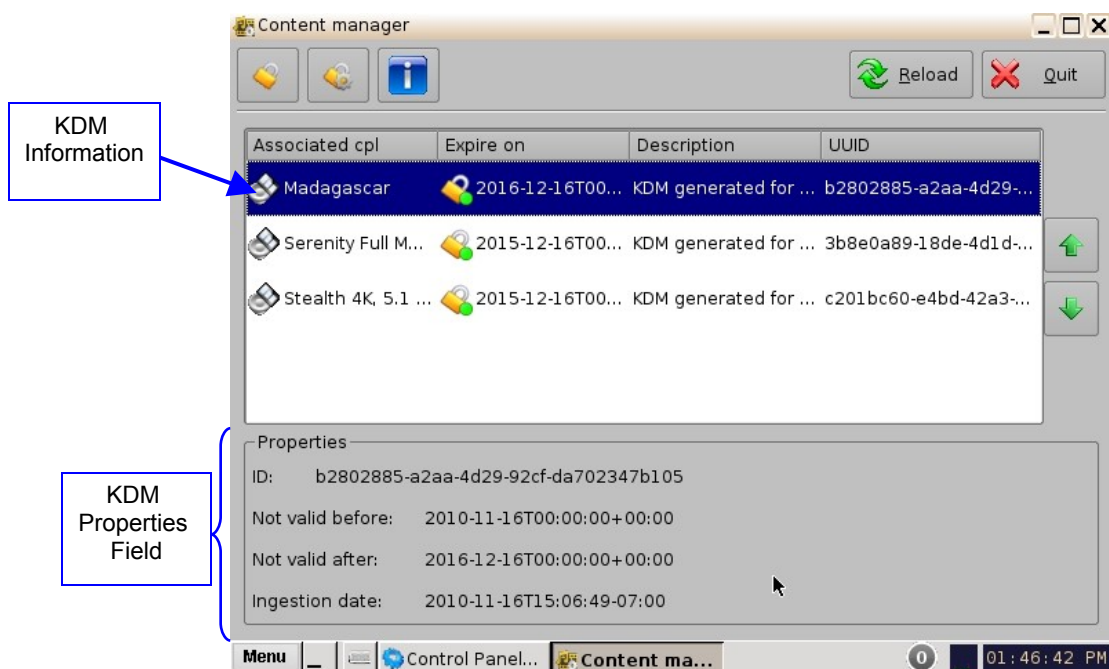 Content manager
Reload
Quit
KDM
Information
Associated cpl Expire on Description UUID
Madagascar 2016-12-16T00... KDM generated for ... b2802885-a2aa-4d29-...
Serenity Full M... 2015-12-16T00... KDM generated for ... 3b8e0a89-18de-4d1d-...
Stealth 4K, 5.1 ... 2015-12-16T00... KDM generated for ... c201bc60-e4bd-42a3-...
KDM
Properties
Field
Properties
ID: b2802885-a2aa-4d29-92cf-da702347b105
Not valid before: 2010-11-16T00:00:00+00:00
Not valid after: 2016-12-16T00:00:00+00:00
Ingestion date: 2010-11-16T15:06:49-07:00
Menu _ Control Panel... Content ma... 0 01:46:42 PM